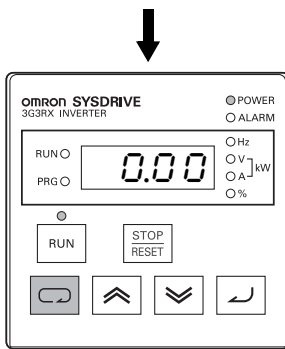 OMRON SYSDRIVE
3G3RX INVERTER
POWER
ALARM
RUN
PRG
0.00
Hz
V
A
kW
%
RUN
STOP
RESET